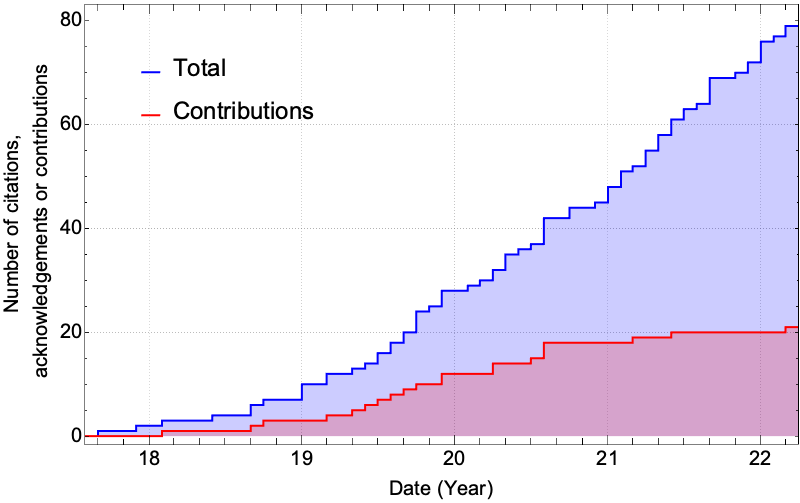 80
60
40
20
0
Number of citations,
acknowledgements or contributions
Total
Contributions
18
19
20
21
22
Date (Year)